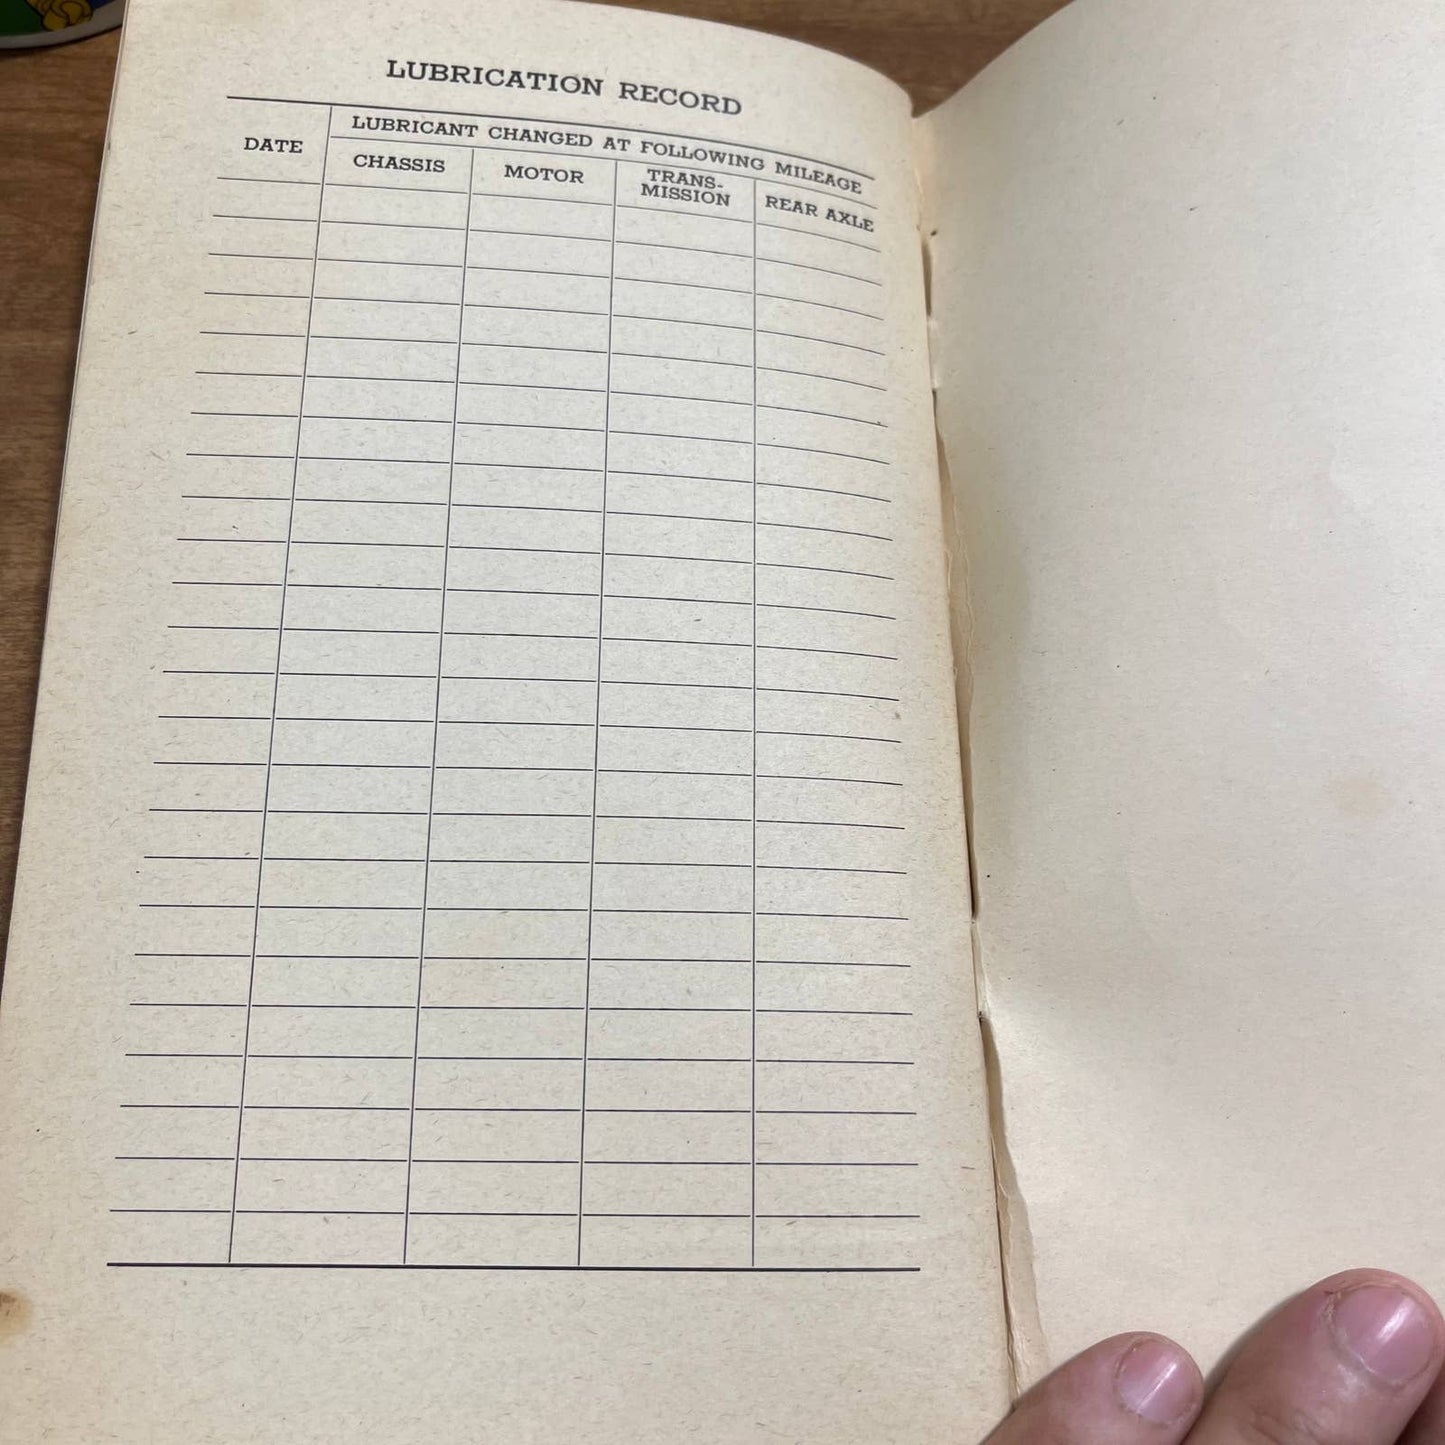 LUBRICATION RECORD
DATE
LUBRICANT CHANGED AT FOLLOWING MILEAGE
CHASSIS
MOTOR
TRANS-
MISSION
REAR AXLE